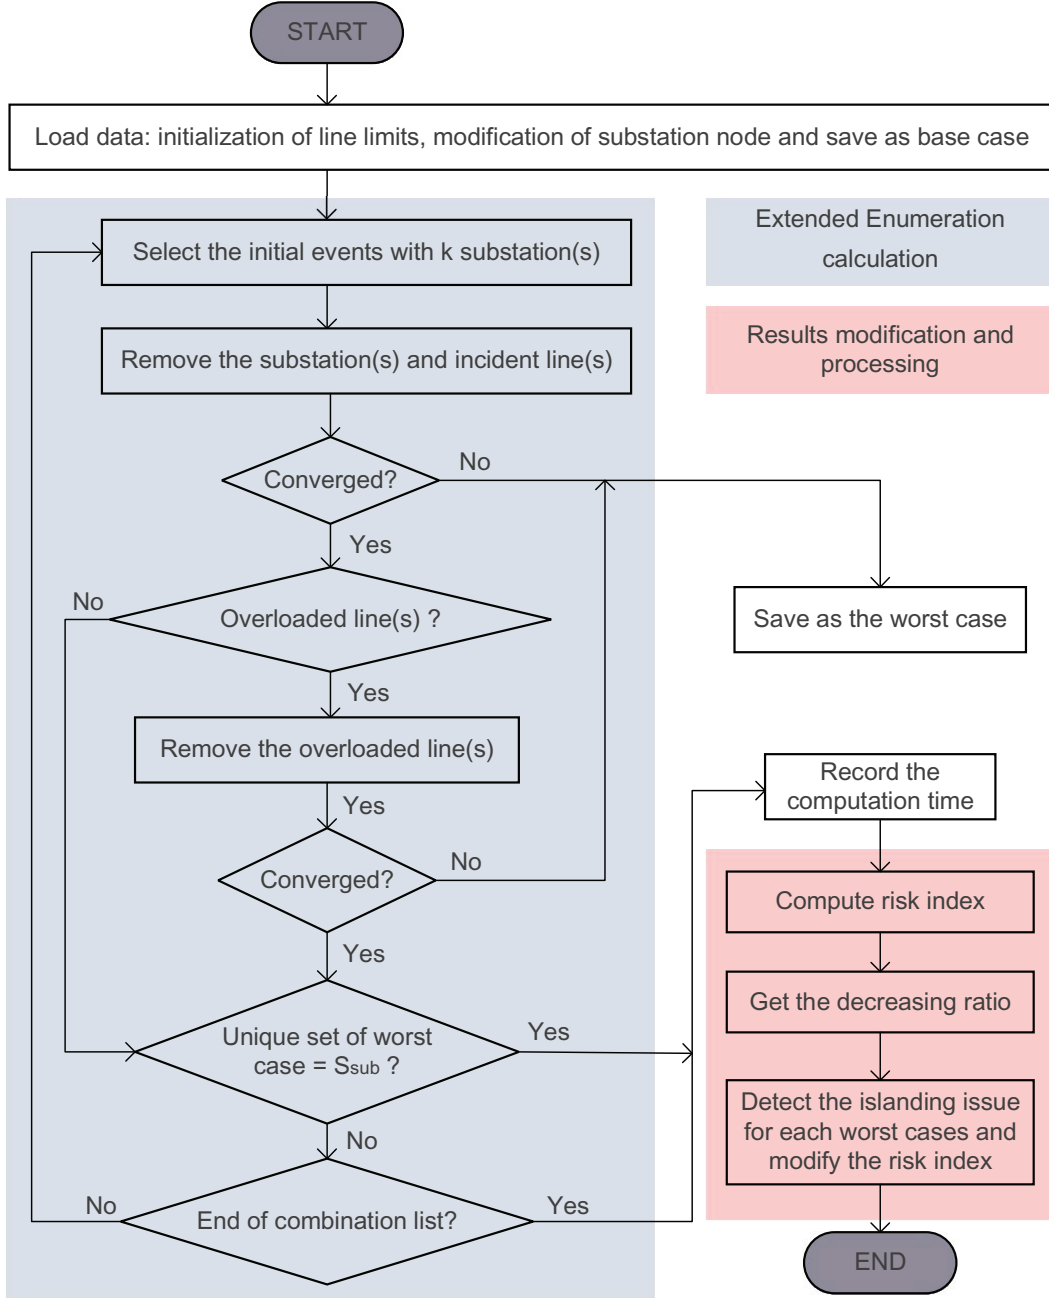 START
Load data: initialization of line limits, modification of substation node and save as base case
Select the initial events with k substation(s)
Extended Enumeration
calculation
Results modification and
processing
Remove the substation(s) and incident line(s)
Converged?
No
Yes
Overloaded line(s) ?
No
Yes
Save as the worst case
Remove the overloaded line(s)
Yes
Converged?
No
Yes
Unique set of worst
case = Ssub ?
Yes
No
End of combination list?
No
Yes
Record the
computation time
Compute risk index
Get the decreasing ratio
Detect the islanding issue
for each worst cases and
modify the risk index
END